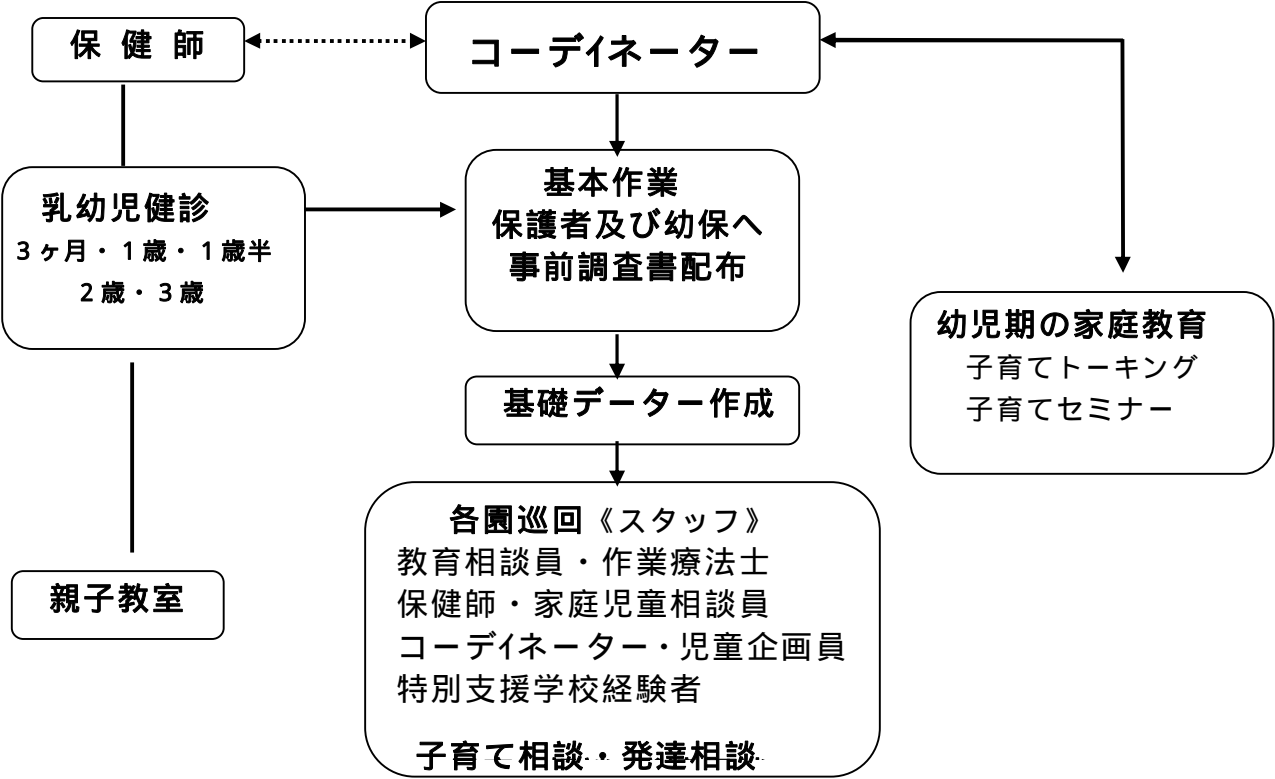 保 健 師
コーディネーター
乳幼児健診
3ヶ月・1歳・1歳半
2歳・3歳
基本作業
保護者及び幼保へ
事前調査書配布
幼児期の家庭教育
子育てトーキング
子育てセミナー
基礎データー作成
各園巡回《スタッフ》
教育相談員・作業療法士
保健師・家庭児童相談員
コーディネーター・児童企画員
特別支援学校経験者
子育て相談・発達相談
親子教室